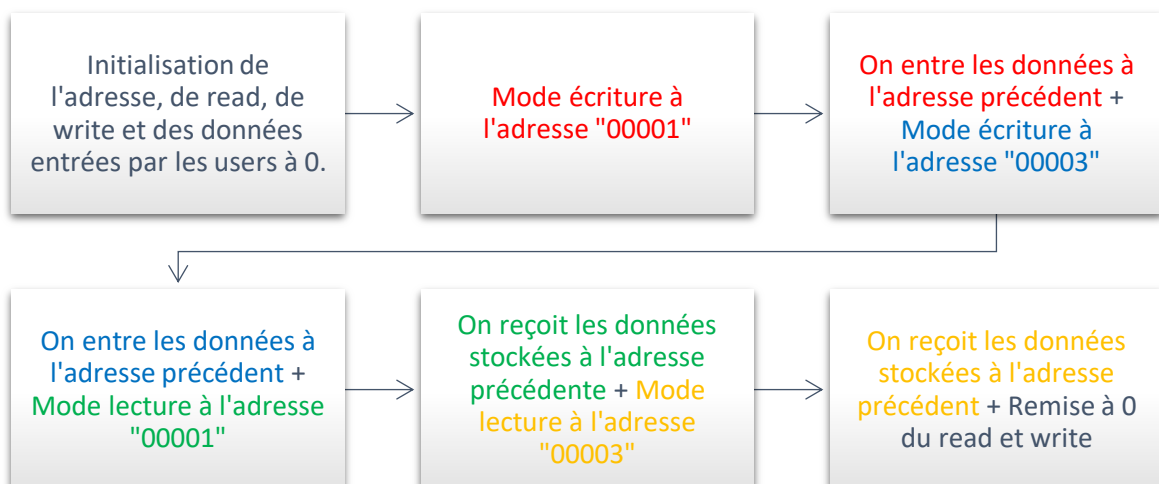 Initialisation de
l'adresse, de read, de
write et des données
entrées par les users à 0.
Mode écriture à
l'adresse "00001"
On entre les données à
l'adresse précédent +
Mode écriture à
l'adresse "00003"
On entre les données à
l'adresse précédent +
Mode lecture à l'adresse
"00001"
On reçoit les données
stockées à l'adresse
précédente + Mode
lecture à l'adresse
"00003"
On reçoit les données
stockées à l'adresse
précédent + Remise à 0
du read et write